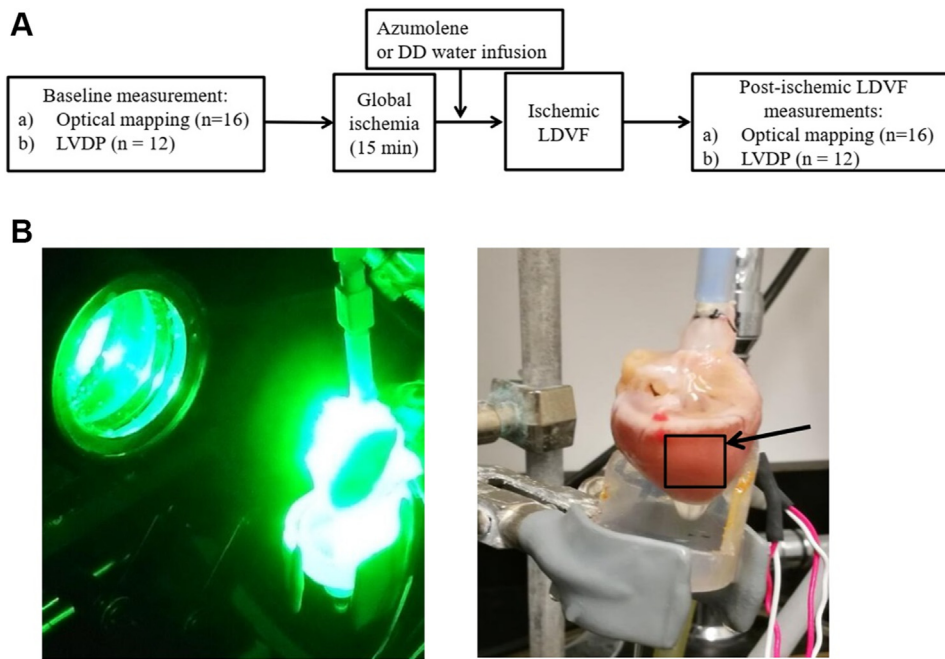 A
Azumolene
or DD water infusion
Baseline measurement:
a) Optical mapping (n=16)
b) LVDP (n = 12)
Global
ischemia
(15 min)
Ischemic
LDVF
Post-ischemic LDVF
measurements:
a) Optical mapping (n=16)
b) LVDP (n = 12)
B